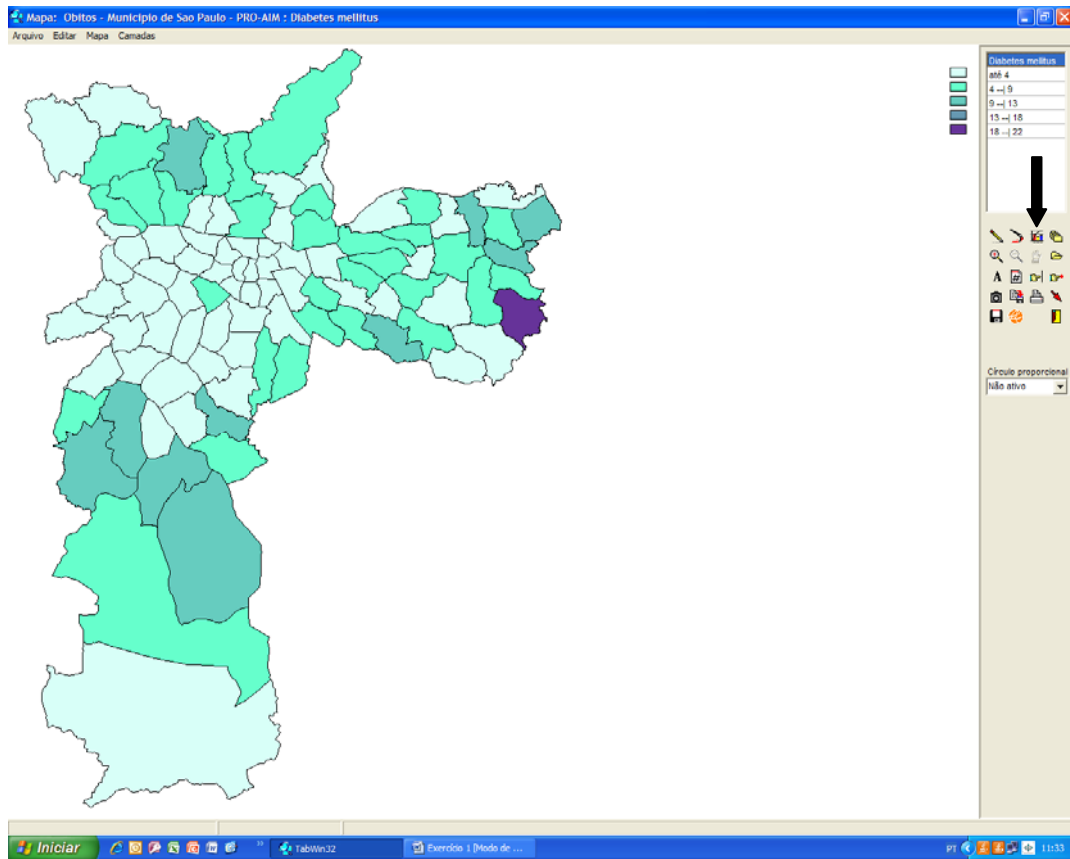 Mapa: Obitos - Municipio de Sao Paulo - PRO-AIM : Diabetes mellitus
Arquivo Editar Mapa Camadas
Diabetes mellitus
até 4
4 --| 9
9 --| 13
13 --| 18
18 --| 22
A #
Círculo proporcional
Não ativo
Iniciar
TabWin32
Exercício 1 [Modo de ...
PT
11:33